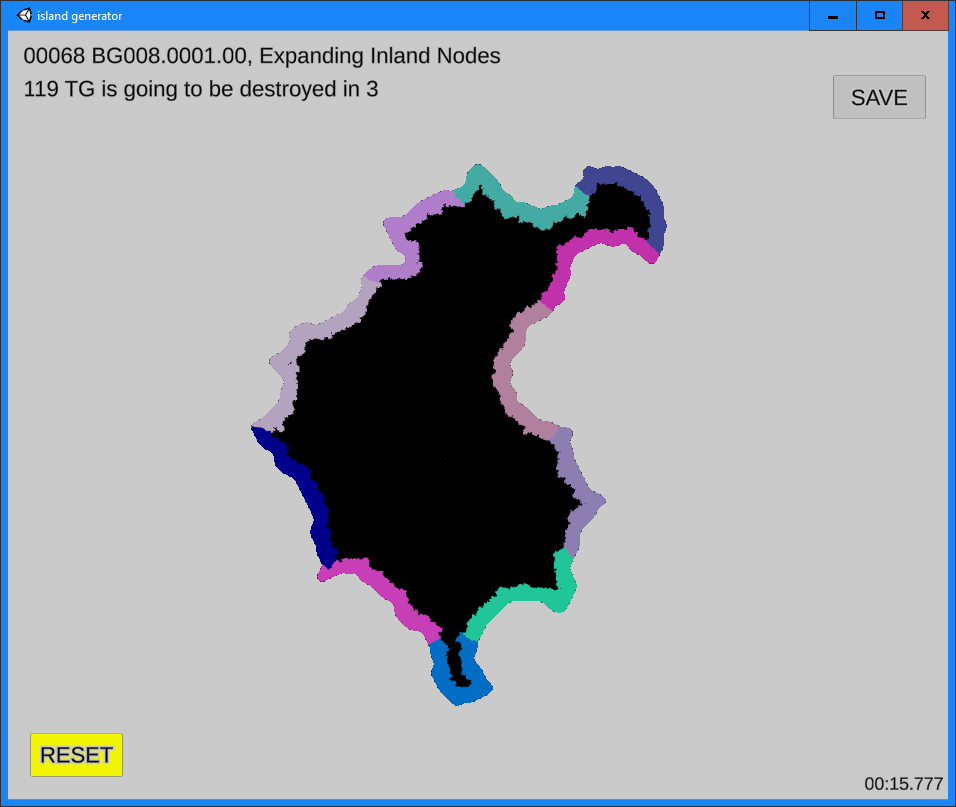 island generator
00068 BG008.0001.00, Expanding Inland Nodes
119 TG is going to be destroyed in 3
SAVE
RESET
00:15.777